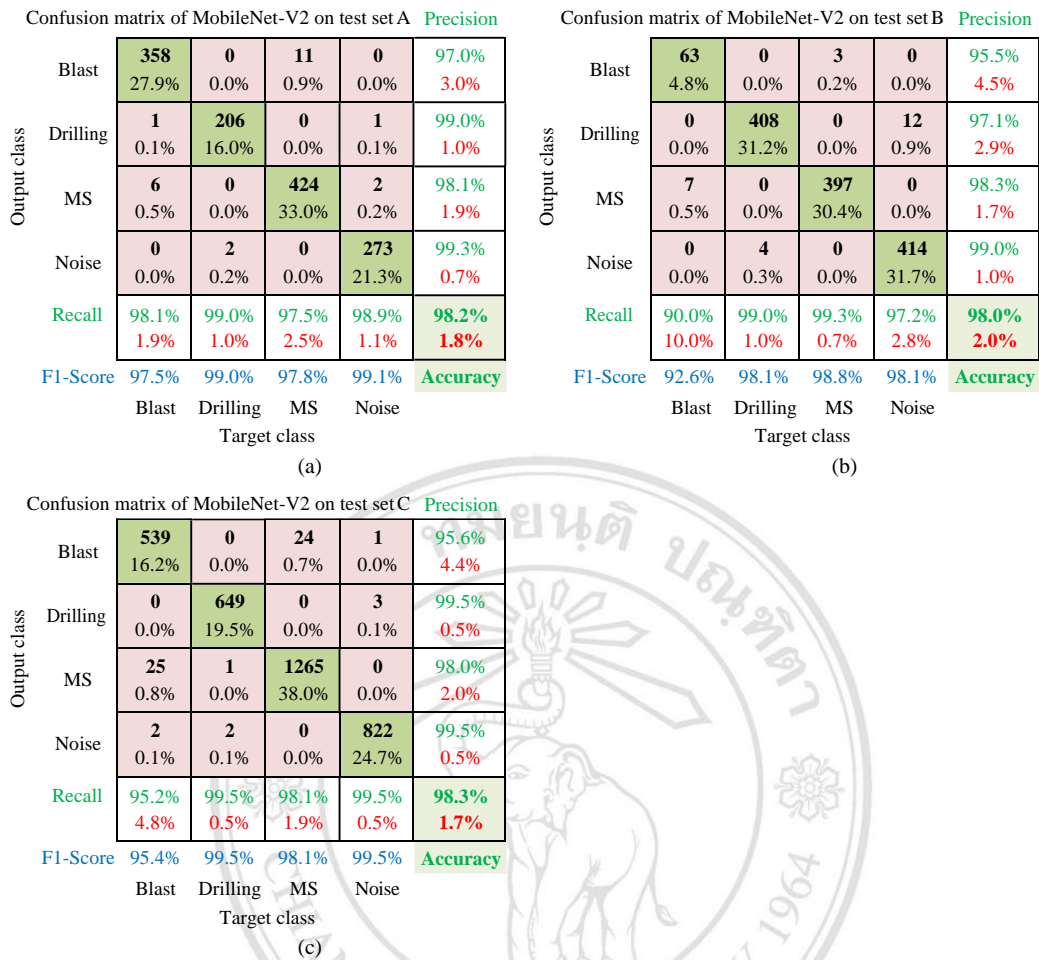 Confusion matrix of MobileNet-V2 on test set A Precision
Blast 358 0 11 0 97.0%
27.9% 0.0% 0.9% 0.0% 3.0%
Drilling 1 206 0 1 99.0%
0.1% 16.0% 0.0% 0.1% 1.0%
MS 6 0 424 2 98.1%
0.5% 0.0% 33.0% 0.2% 1.9%
Noise 0 2 0 273 99.3%
0.0% 0.2% 0.0% 21.3% 0.7%
Recall 98.1% 99.0% 97.5% 98.9% 98.2%
1.9% 1.0% 2.5% 1.1% 1.8%
F1-Score 97.5% 99.0% 97.8% 99.1% Accuracy
Blast Drilling MS Noise
Target class
Output class
(a)
Confusion matrix of MobileNet-V2 on test set B Precision
Blast 63 0 3 0 95.5%
4.8% 0.0% 0.2% 0.0% 4.5%
Drilling 0 408 0 12 97.1%
0.0% 31.2% 0.0% 0.9% 2.9%
MS 7 0 397 0 98.3%
0.5% 0.0% 30.4% 0.0% 1.7%
Noise 0 4 0 414 99.0%
0.0% 0.3% 0.0% 31.7% 1.0%
Recall 90.0% 99.0% 99.3% 97.2% 98.0%
10.0% 1.0% 0.7% 2.8% 2.0%
F1-Score 92.6% 98.1% 98.8% 98.1% Accuracy
Blast Drilling MS Noise
Target class
Output class
(b)
Confusion matrix of MobileNet-V2 on test set C Precision
Blast 539 0 24 1 95.6%
16.2% 0.0% 0.7% 0.0% 4.4%
Drilling 0 649 0 3 99.5%
0.0% 19.5% 0.0% 0.1% 0.5%
MS 25 1 1265 0 98.0%
0.8% 0.0% 38.0% 0.0% 2.0%
Noise 2 2 0 822 99.5%
0.1% 0.1% 0.0% 24.7% 0.5%
Recall 95.2% 99.5% 98.1% 99.5% 98.3%
4.8% 0.5% 1.9% 0.5% 1.7%
F1-Score 95.4% 99.5% 98.1% 99.5% Accuracy
Blast Drilling MS Noise
Target class
Output class
(c)
1964